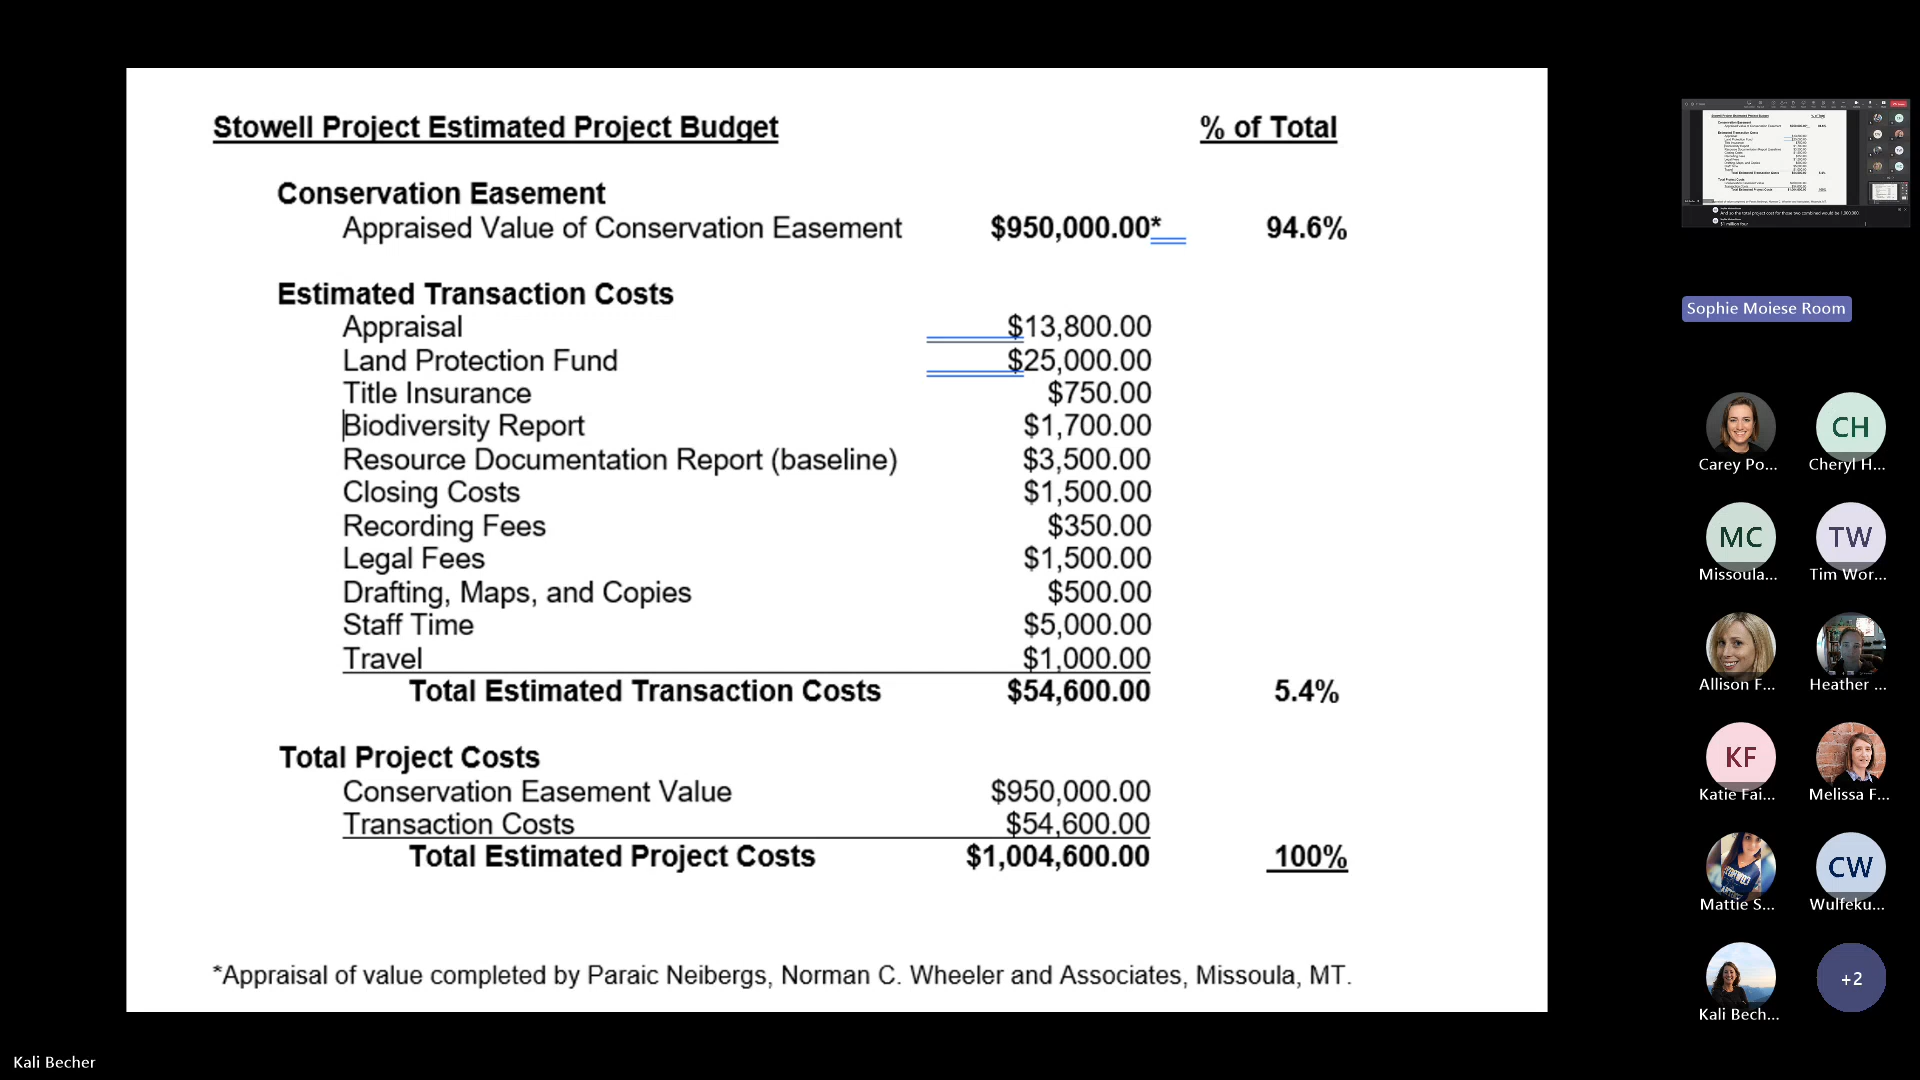 Stowell Project Estimated Project Budget % of Total
Conservation Easement
Appraised Value of Conservation Easement $950,000.00* 94.6%
Estimated Transaction Costs
Appraisal $13,800.00
Land Protection Fund $25,000.00
Title Insurance $750.00
Biodiversity Report $1,700.00
Resource Documentation Report (baseline) $3,500.00
Closing Costs $1,500.00
Recording Fees $350.00
Legal Fees $1,500.00
Drafting, Maps, and Copies $500.00
Staff Time $5,000.00
Travel $1,000.00
Total Estimated Transaction Costs $54,600.00 5.4%
Total Project Costs
Conservation Easement Value $950,000.00
Transaction Costs $54,600.00
Total Estimated Project Costs $1,004,600.00 100%
*Appraisal of value completed by Paraic Neibergs, Norman C. Wheeler and Associates, Missoula, MT.
Kali Becher
Sophie Moiese Room
CH
Carey Po... Cheryl H...
MC TW
Missoula... Tim Wor...
Allison F... Heather ...
KF
Katie Fai... Melissa F...
CW
Mattie S... Wulfeku...
+2
Kali Bech...